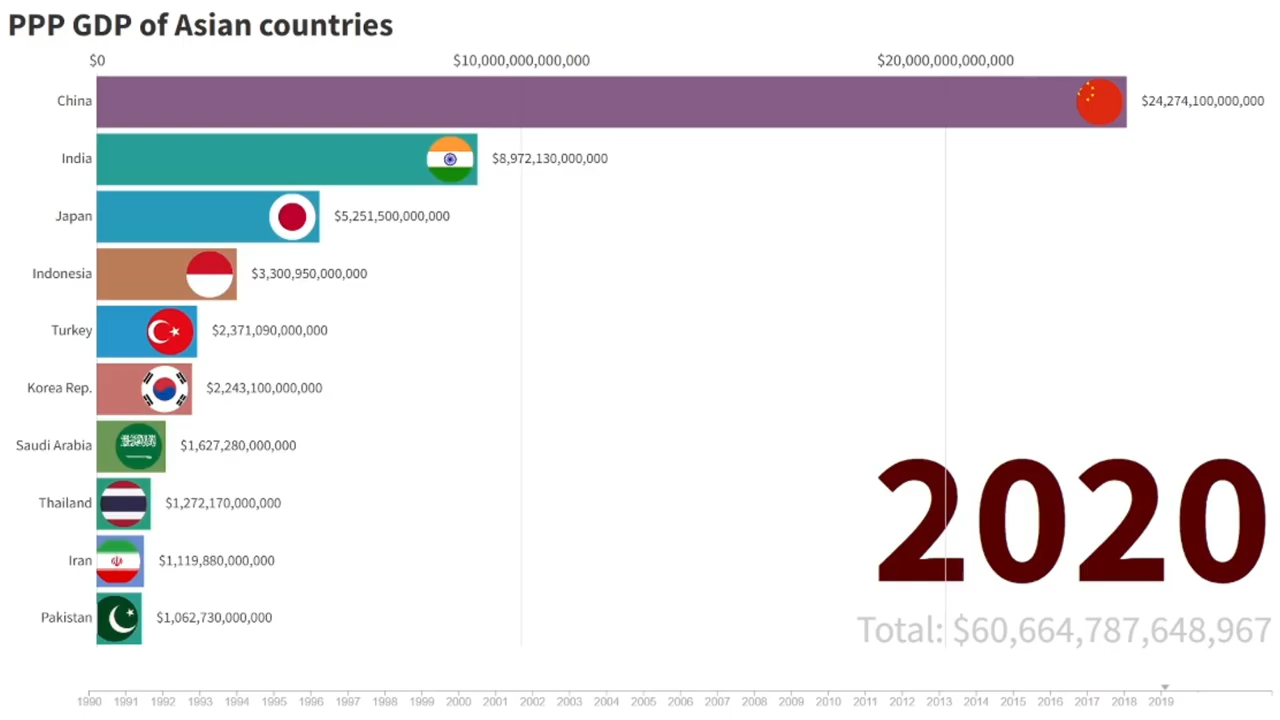 PPP GDP of Asian countries
$0 $10,000,000,000,000 $20,000,000,000,000
China $24,274,100,000,000
India $8,972,130,000,000
Japan $5,251,500,000,000
Indonesia $3,300,950,000,000
Turkey $2,371,090,000,000
Korea Rep. $2,243,100,000,000
Saudi Arabia $1,627,280,000,000
Thailand $1,272,170,000,000
Iran $1,119,880,000,000
Pakistan $1,062,730,000,000
2020
Total: $60,664,787,648,967
1990 1991 1992 1993 1994 1995 1996 1997 1998 1999 2000 2001 2002 2003 2004 2005 2006 2007 2008 2009 2010 2011 2012 2013 2014 2015 2016 2017 2018 2019